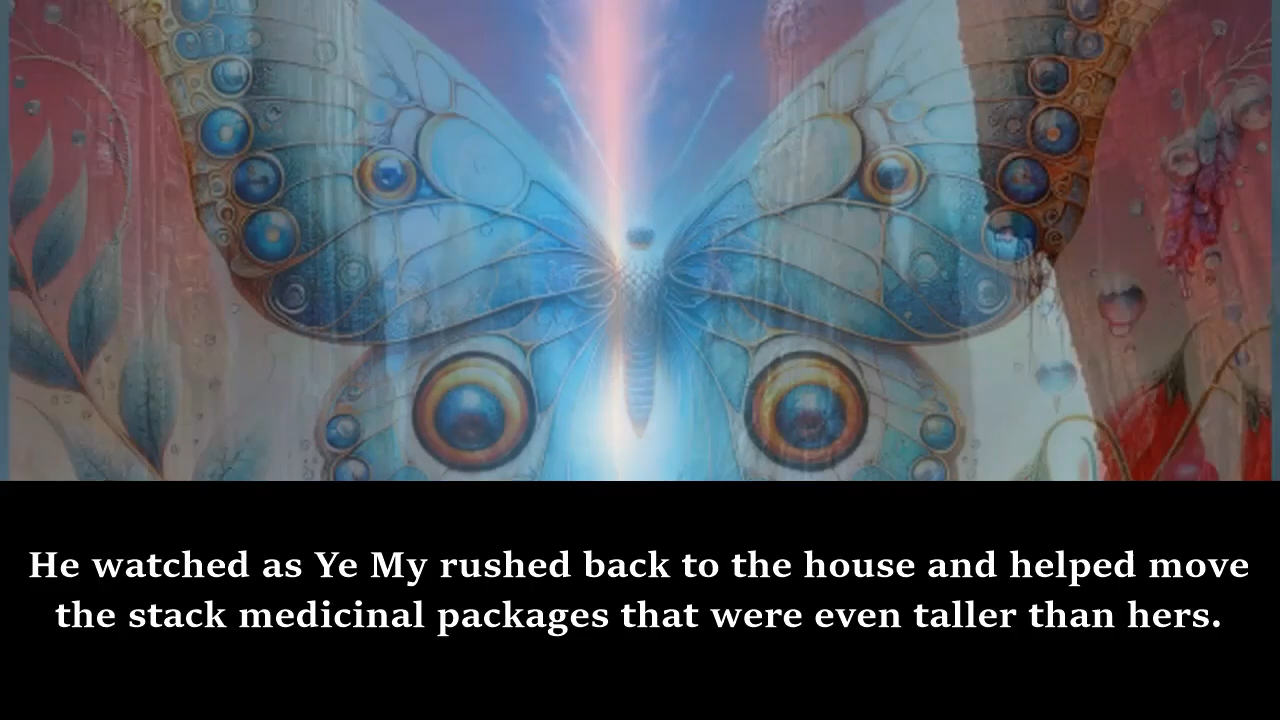 He watched as Ye My rushed back to the house and helped move
the stack medicinal packages that were even taller than hers.